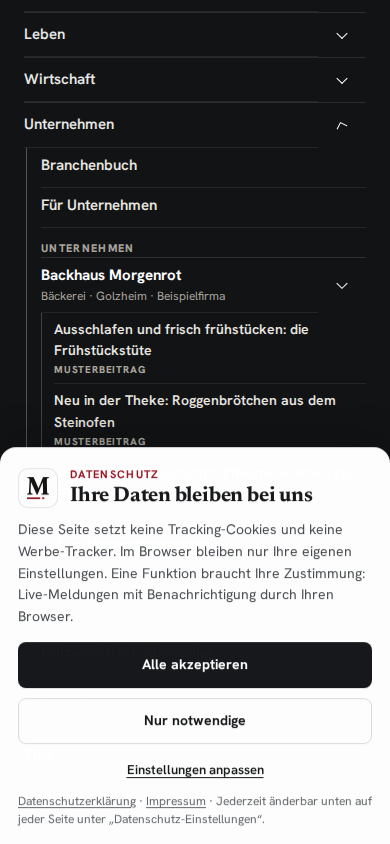 Leben
Wirtschaft
Unternehmen
Branchenbuch
Für Unternehmen
UNTERNEHMEN
Backhaus Morgenrot
Bäckerei · Golzheim · Beispielfirma
Ausschlafen und frisch frühstücken: die
Frühstückstüte
MUSTERBEITRAG
Neu in der Theke: Roggenbrötchen aus dem
Steinofen
MUSTERBEITRAG
M
DATENSCHUTZ
Ihre Daten bleiben bei uns
Diese Seite setzt keine Tracking-Cookies und keine
Werbe-Tracker. Im Browser bleiben nur Ihre eigenen
Einstellungen. Eine Funktion braucht Ihre Zustimmung:
Live-Meldungen mit Benachrichtigung durch Ihren
Browser.
Alle akzeptieren
Nur notwendige
Einstellungen anpassen
Datenschutzerklärung · Impressum · Jederzeit änderbar unten auf
jeder Seite unter „Datenschutz-Einstellungen“.